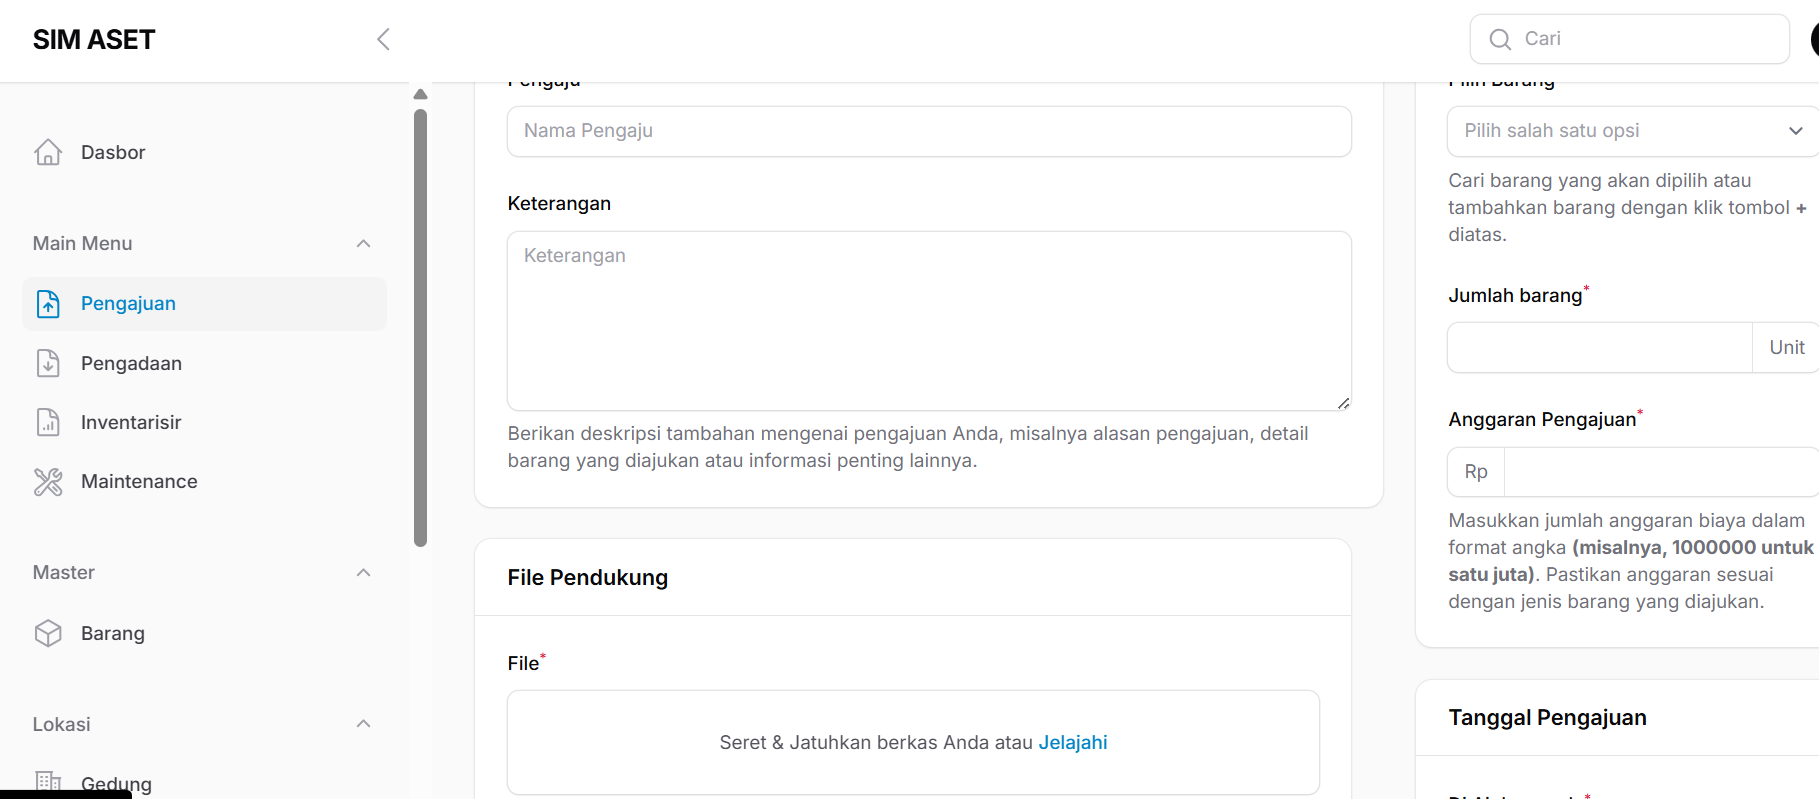 SIM ASET
Cari
Dasbor
Main Menu
Pengajuan
Pengadaan
Inventarisir
Maintenance
Master
Barang
Lokasi
Gedung
Pengaju
Nama Pengaju
Keterangan
Keterangan
Berikan deskripsi tambahan mengenai pengajuan Anda, misalnya alasan pengajuan, detail
barang yang diajukan atau informasi penting lainnya.
File Pendukung
File*
Seret & Jatuhkan berkas Anda atau Jelajahi
Pilih Barang
Pilih salah satu opsi
Cari barang yang akan dipilih atau
tambahkan barang dengan klik tombol +
diatas.
Jumlah barang*
Unit
Anggaran Pengajuan*
Rp
Masukkan jumlah anggaran biaya dalam
format angka (misalnya, 1000000 untuk
satu juta). Pastikan anggaran sesuai
dengan jenis barang yang diajukan.
Tanggal Pengajuan